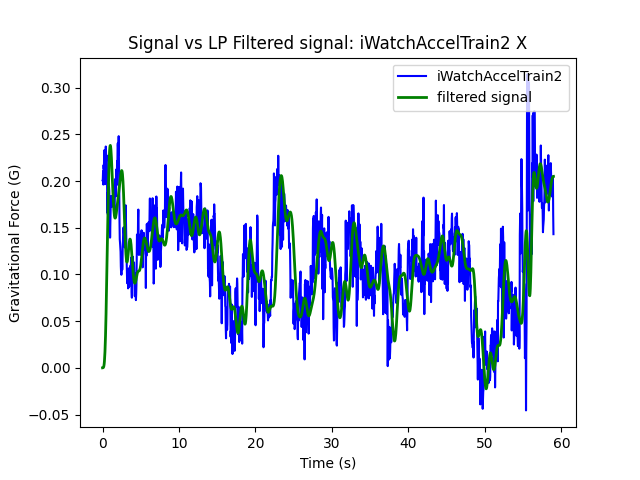 Signal vs LP Filtered signal: iWatchAccelTrain2 X
iWatchAccelTrain2
filtered signal
Gravitational Force (G)
0.30
0.25
0.20
0.15
0.10
0.05
0.00
−0.05
0 10 20 30 40 50 60
Time (s)